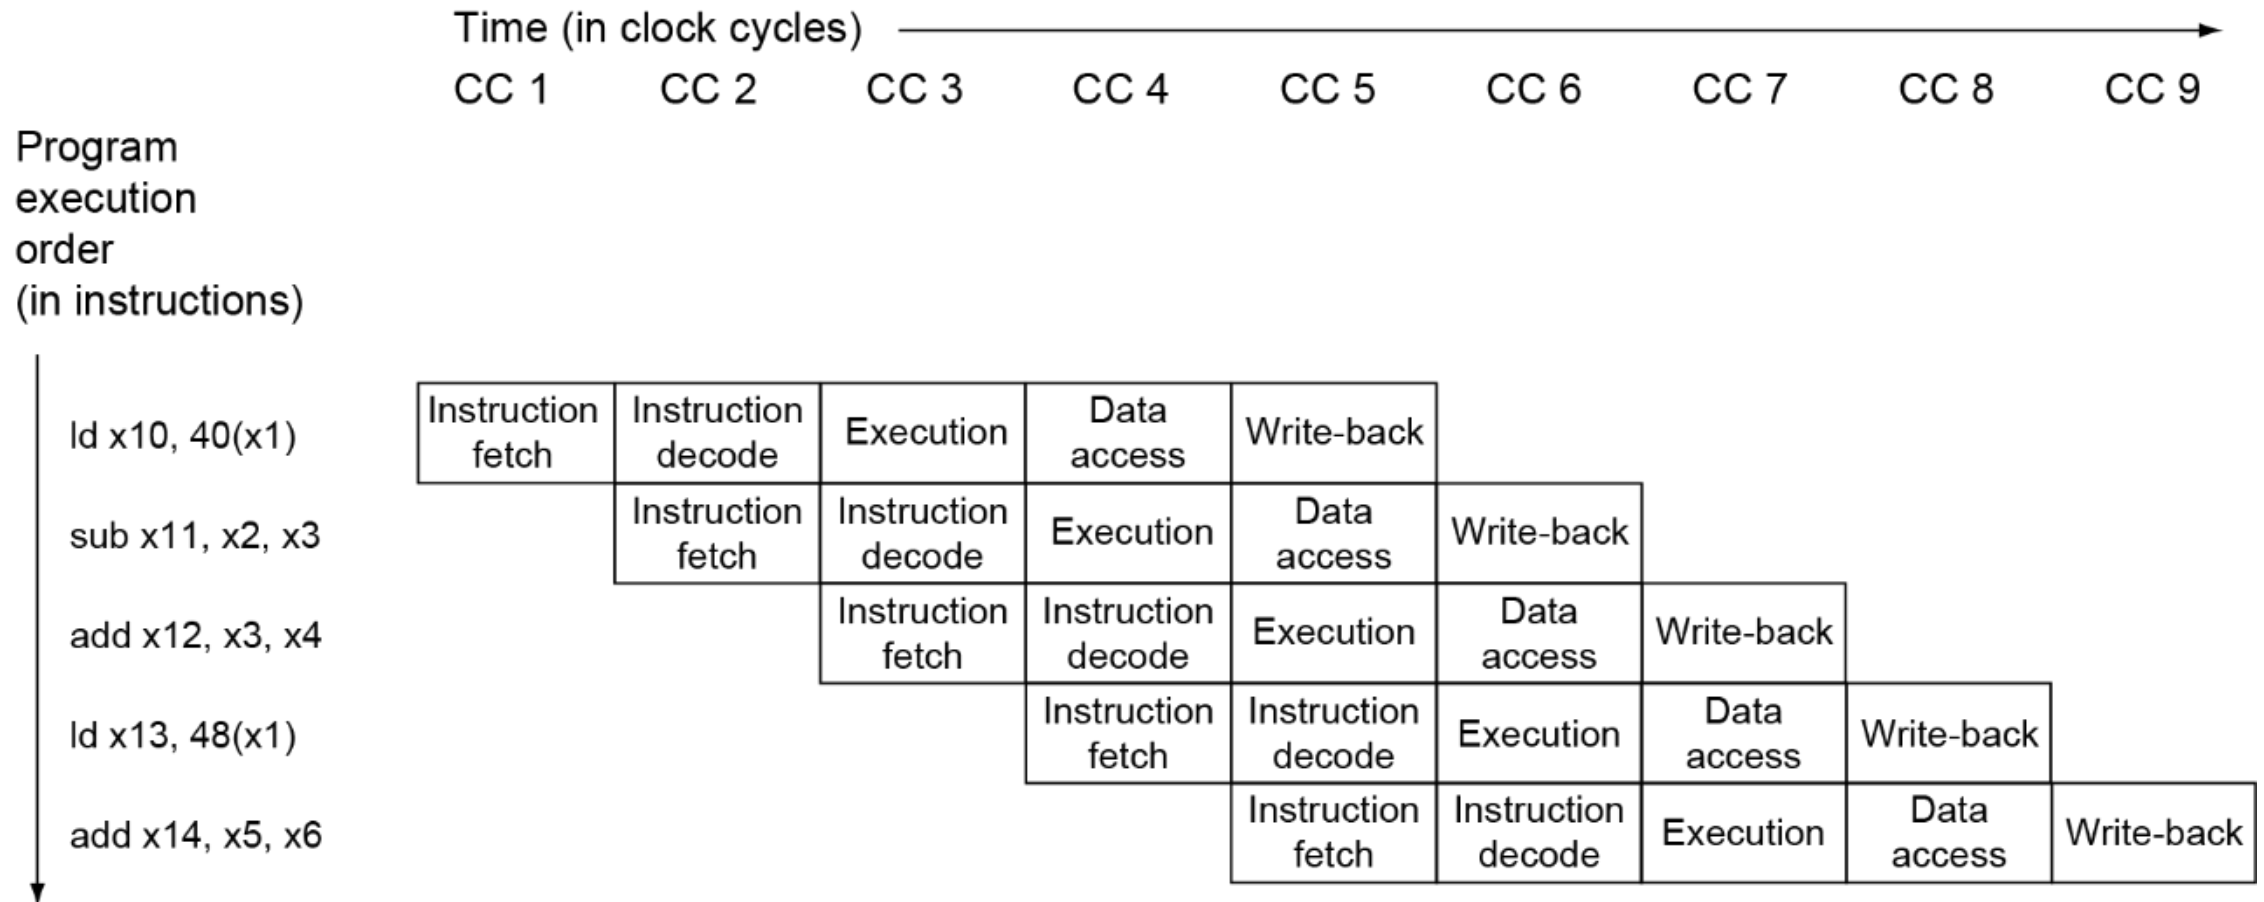 Time (in clock cycles)
CC 1 CC 2 CC 3 CC 4 CC 5 CC 6 CC 7 CC 8 CC 9
Program
execution
order
(in instructions)
ld x10, 40(x1)
Instruction
fetch
Instruction
decode
Execution
Data
access
Write-back
sub x11, x2, x3
Instruction
fetch
Instruction
decode
Execution
Data
access
Write-back
add x12, x3, x4
Instruction
fetch
Instruction
decode
Execution
Data
access
Write-back
ld x13, 48(x1)
Instruction
fetch
Instruction
decode
Execution
Data
access
Write-back
add x14, x5, x6
Instruction
fetch
Instruction
decode
Execution
Data
access
Write-back